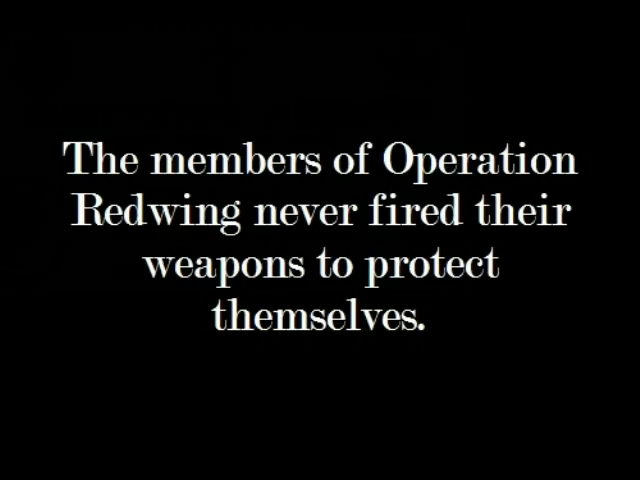 The members of Operation
Redwing never fired their
weapons to protect
themselves.